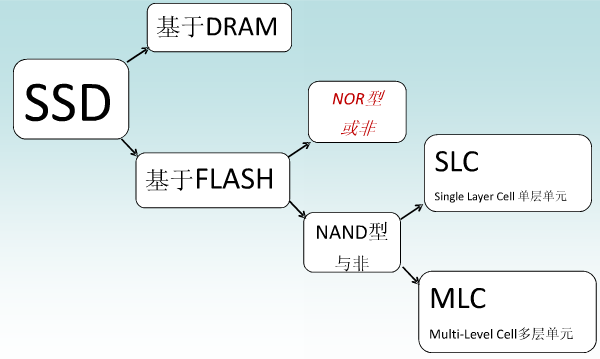 基于DRAM
SSD
NOR型
或非
基于FLASH
SLC
Single Layer Cell 单层单元
NAND型
与非
MLC
Multi-Level Cell多层单元